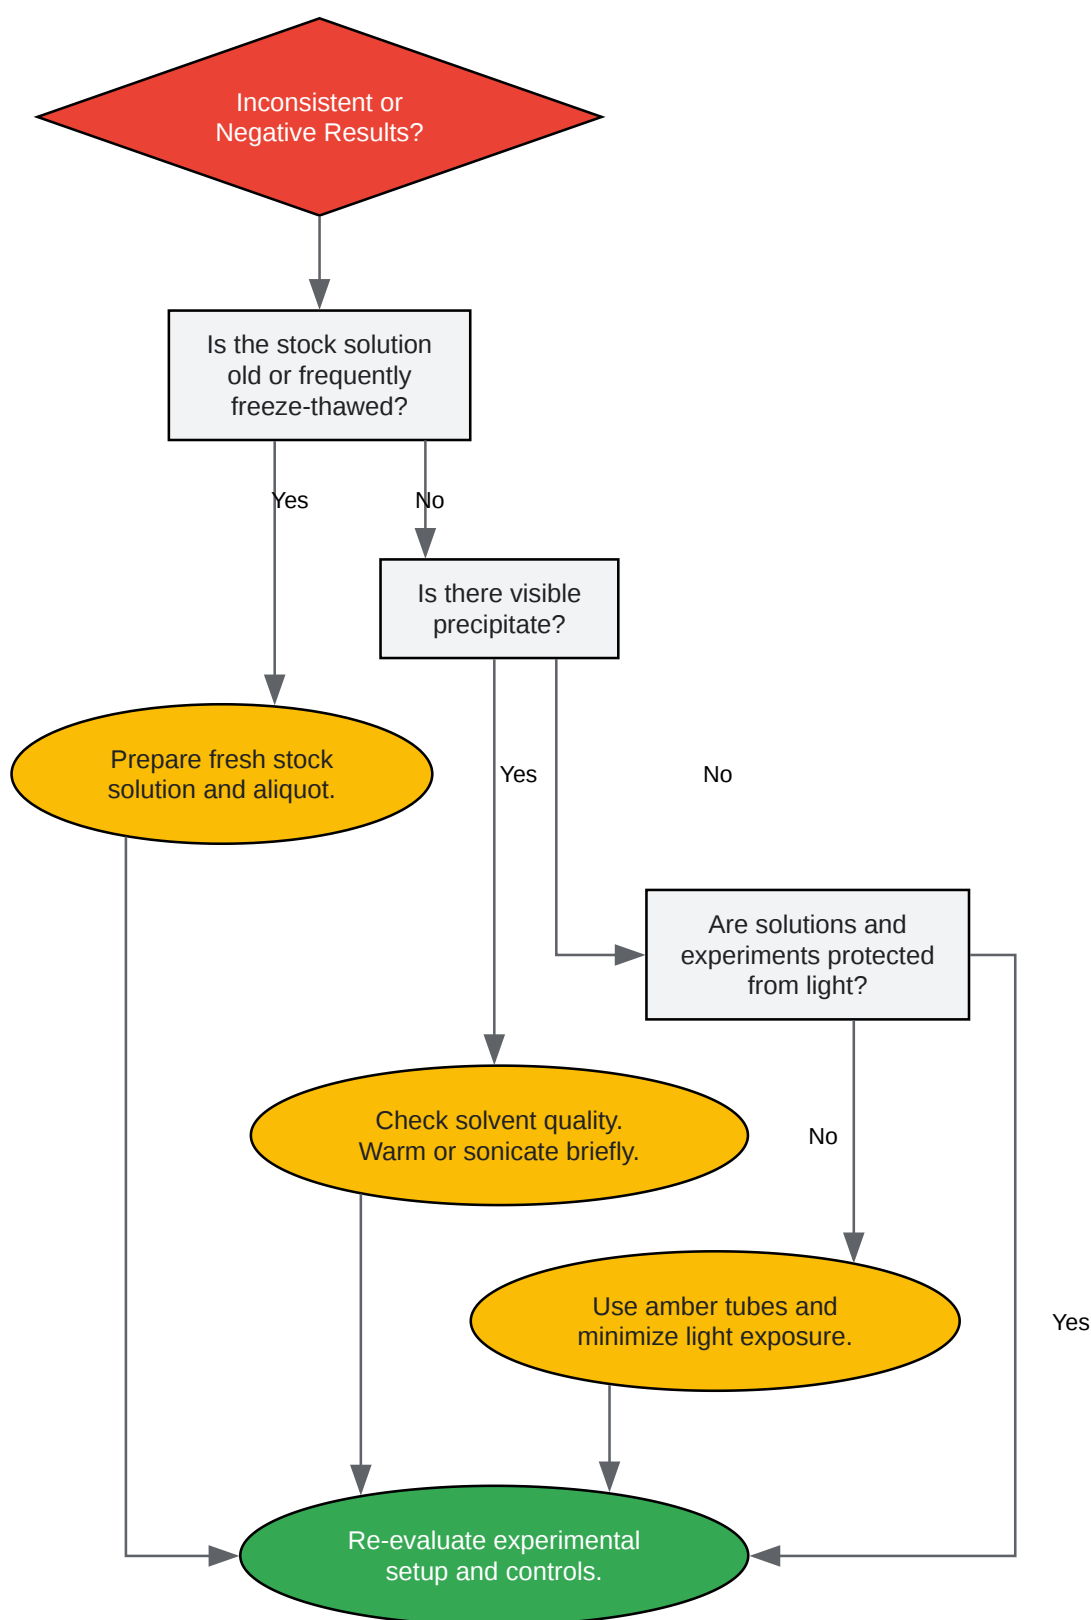 Inconsistent or
Negative Results?
Is the stock solution
old or frequently
freeze-thawed?
Yes
No
Is there visible
precipitate?
Prepare fresh stock
solution and aliquot.
Yes
No
Are solutions and
experiments protected
from light?
Check solvent quality.
Warm or sonicate briefly.
No
Use amber tubes and
minimize light exposure.
Yes
Re-evaluate experimental
setup and controls.